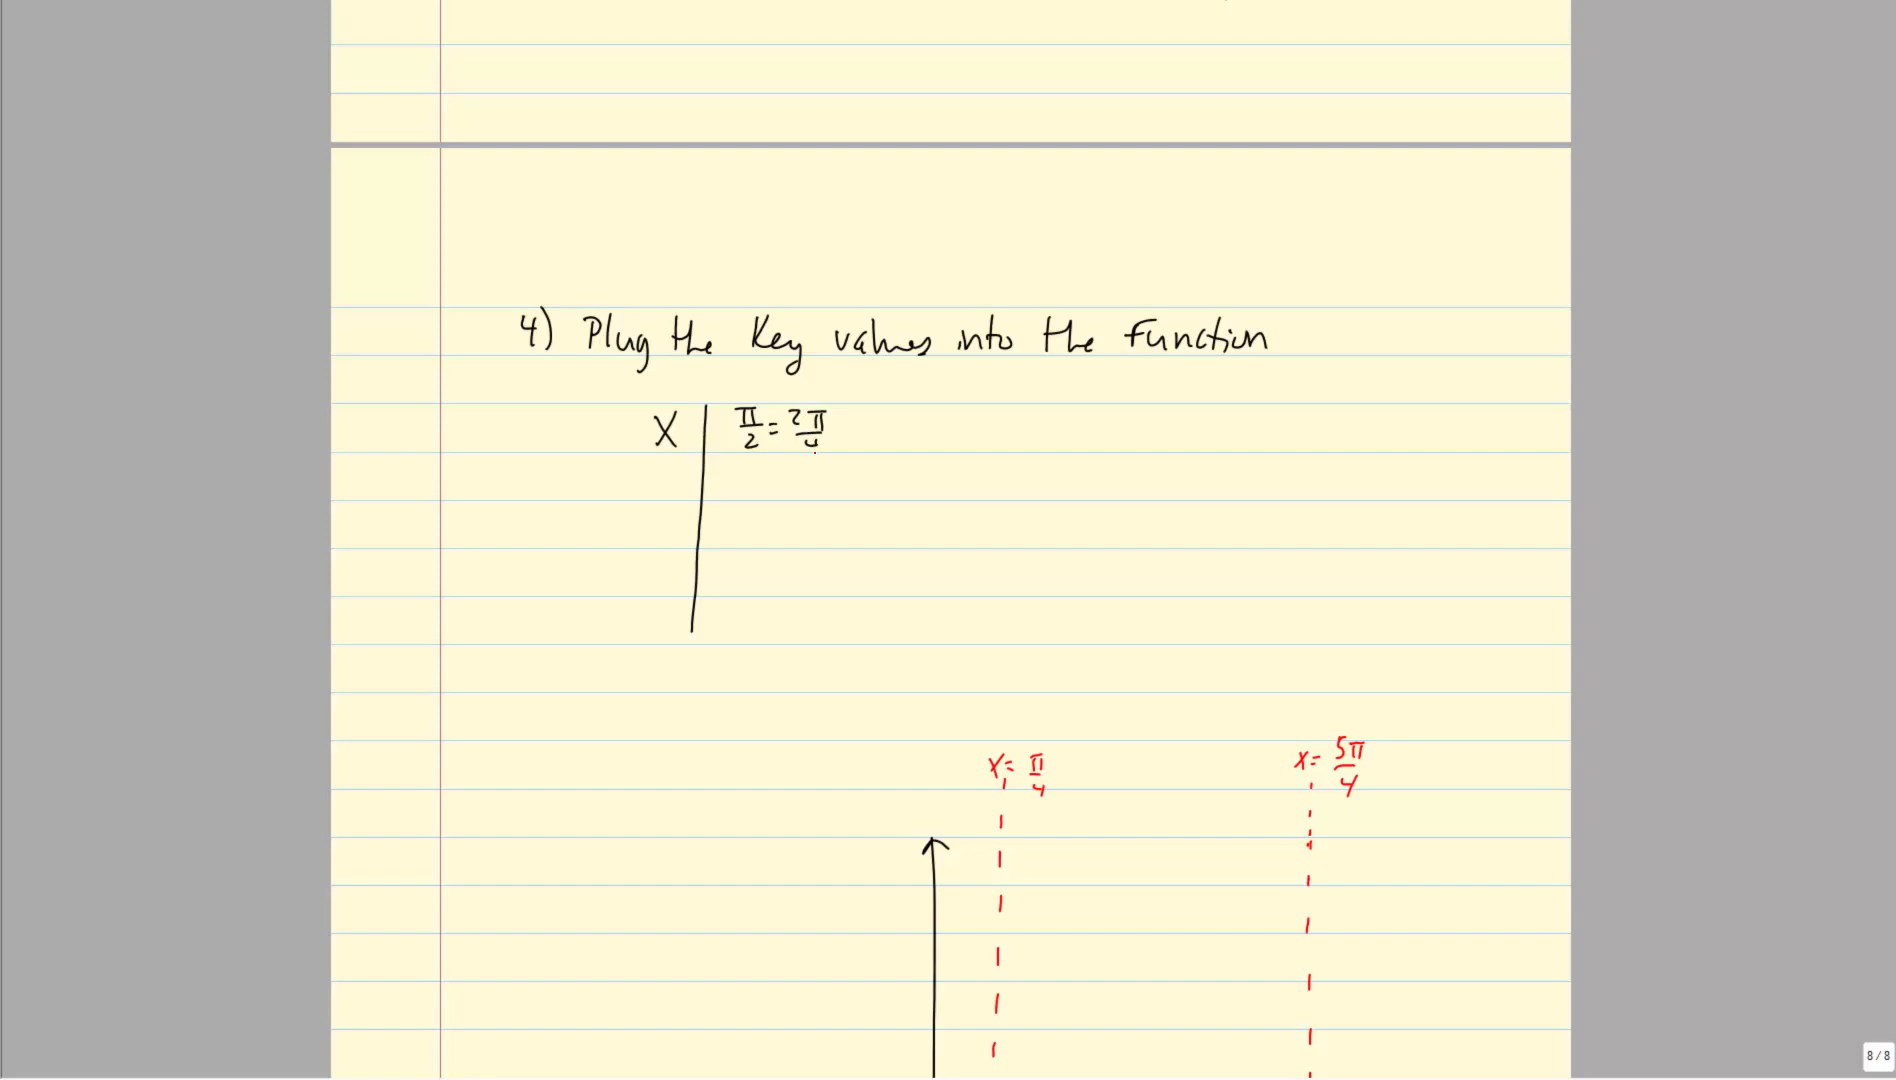 4) Plug the Key values into the Function
X | π/2 = 2π/4
x = π/4
x = 5π/4
8 / 8